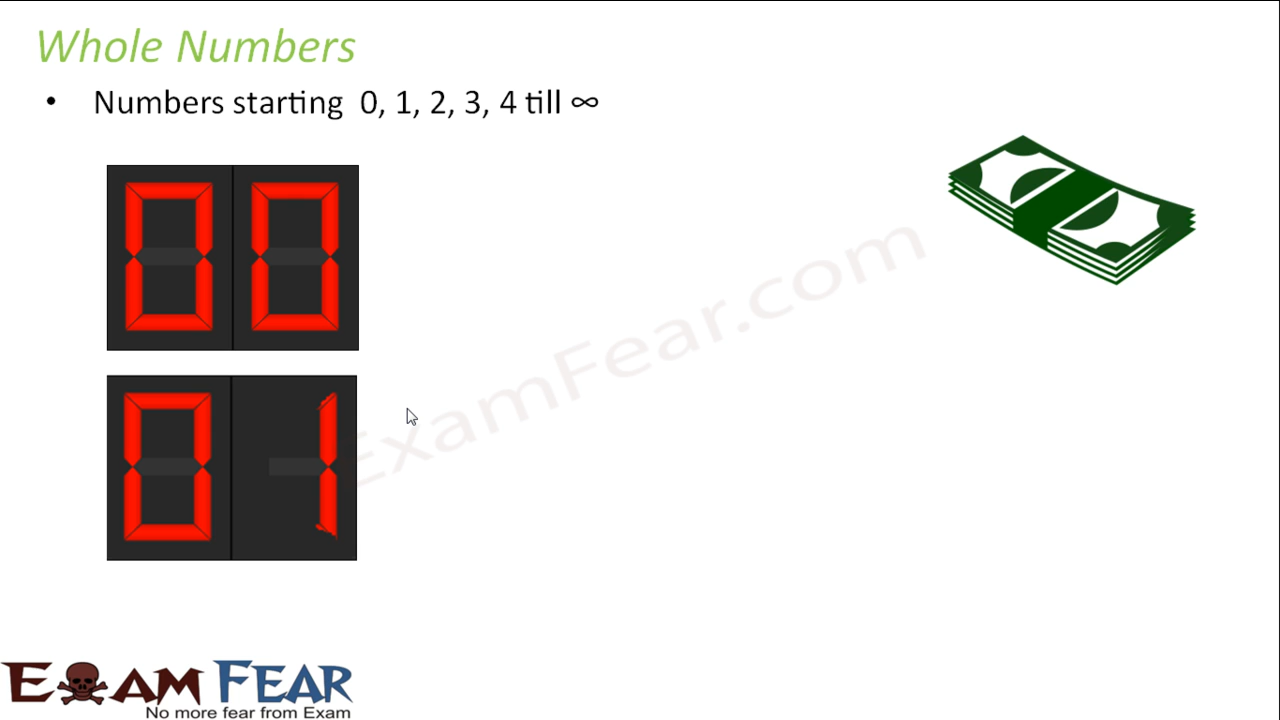 Whole Numbers
• Numbers starting 0, 1, 2, 3, 4 till ∞
00
01
ExamFear.com
EXAM FEAR
No more fear from Exam